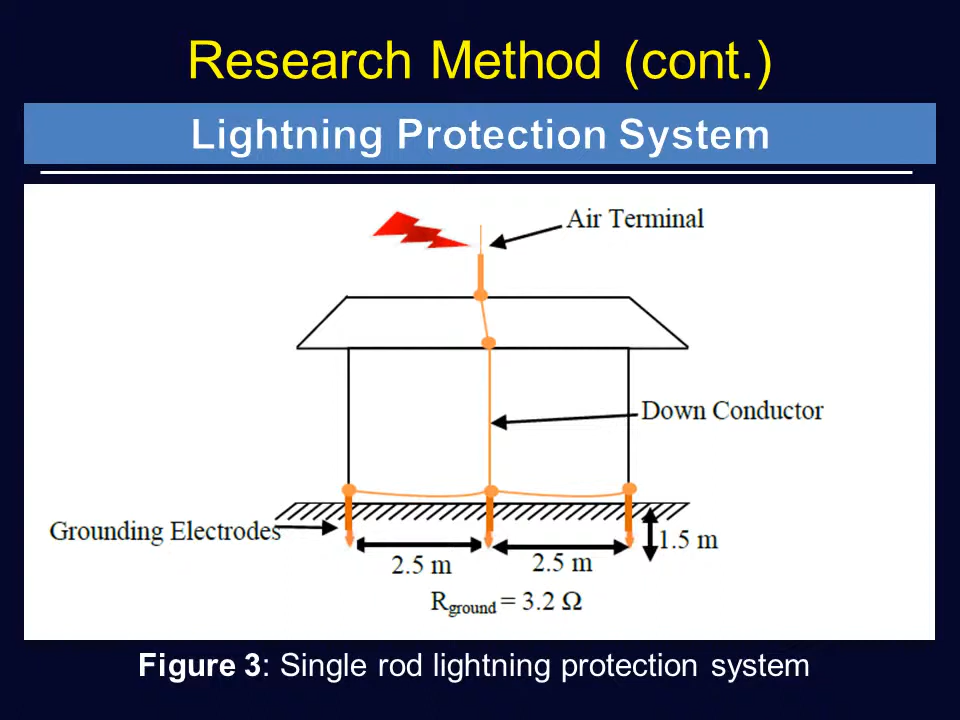 Research Method (cont.)
Lightning Protection System
Air Terminal
Down Conductor
Grounding Electrodes
1.5 m
2.5 m
2.5 m
Rground = 3.2 Ω
Figure 3: Single rod lightning protection system